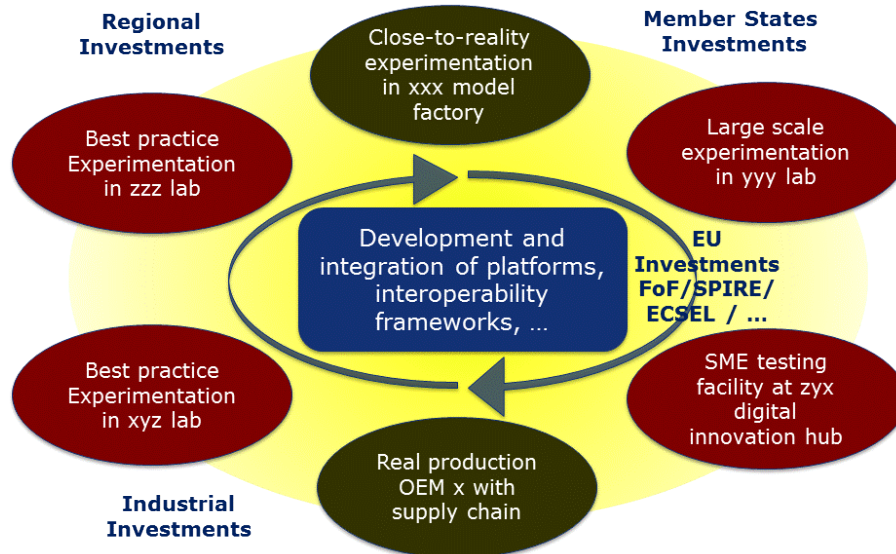 Regional
Investments
Close-to-reality
experimentation
in xxx model
factory
Member States
Investments
Best practice
Experimentation
in zzz lab
Large scale
experimentation
in yyy lab
Development and
integration of platforms,
interoperability
frameworks, …
EU
Investments
FoF/SPIRE/
ECSEL / ...
Best practice
Experimentation
in xyz lab
SME testing
facility at zyx
digital
innovation hub
Real production
OEM x with
supply chain
Industrial
Investments